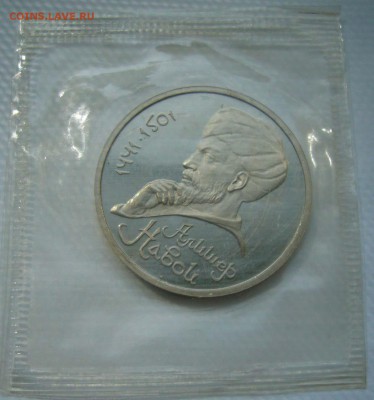 COINS.LAVE.RU
1441-1501
Алишер
Навои